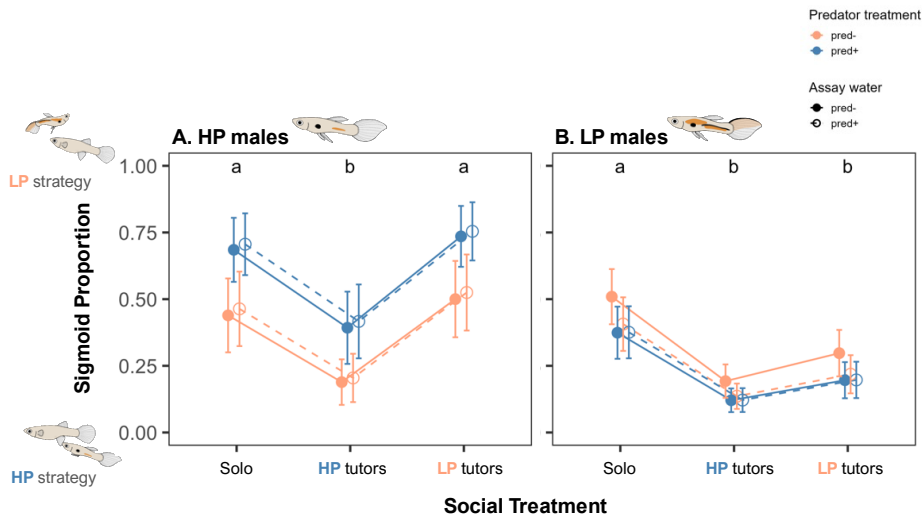 Predator treatment
pred-
pred+
Assay water
pred-
pred+
A. HP males
B. LP males
LP strategy
HP strategy
Sigmoid Proportion
1.00
0.75
0.50
0.25
0.00
a b a
a b b
Solo HP tutors LP tutors
Solo HP tutors LP tutors
Social Treatment